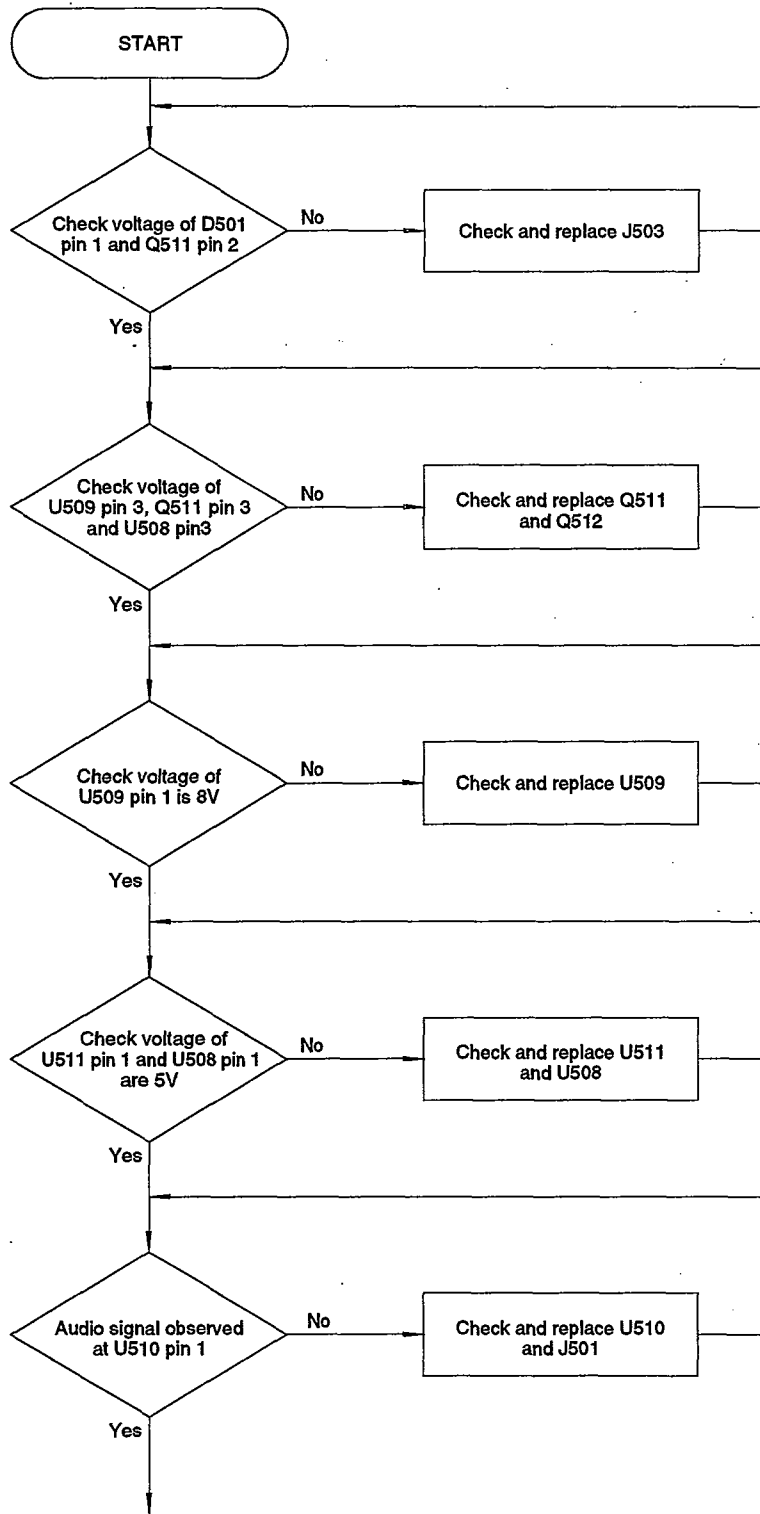 START
Check voltage of D501
pin 1 and Q511 pin 2
No
Check and replace J503
Yes
Check voltage of
U509 pin 3, Q511 pin 3
and U508 pin3
No
Check and replace Q511
and Q512
Yes
Check voltage of
U509 pin 1 is 8V
No
Check and replace U509
Yes
Check voltage of
U511 pin 1 and U508 pin 1
are 5V
No
Check and replace U511
and U508
Yes
Audio signal observed
at U510 pin 1
No
Check and replace U510
and J501
Yes